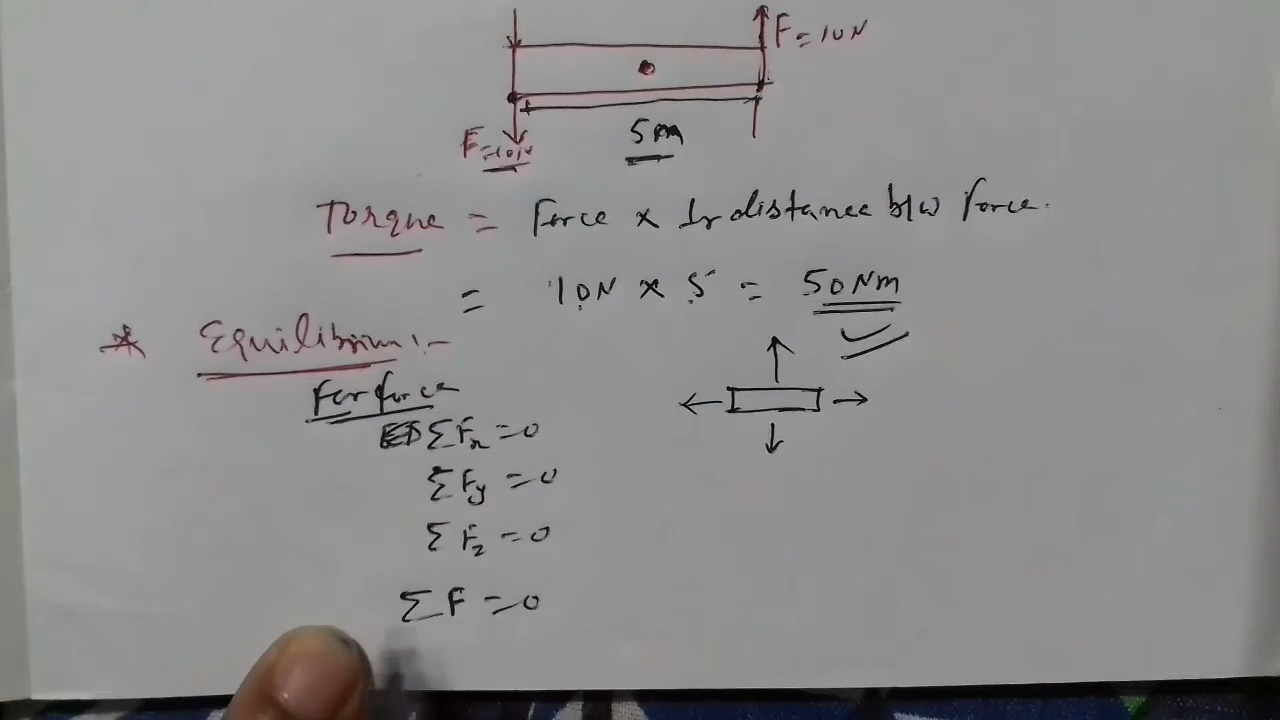 F = 10N
F=10N
5m
Torque = Force x ⊥r distance b/w force.
= 10N x 5 = 50Nm
* Equilibrium :-
For force
ΣFx = 0
ΣFy = 0
ΣFz = 0
ΣF = 0